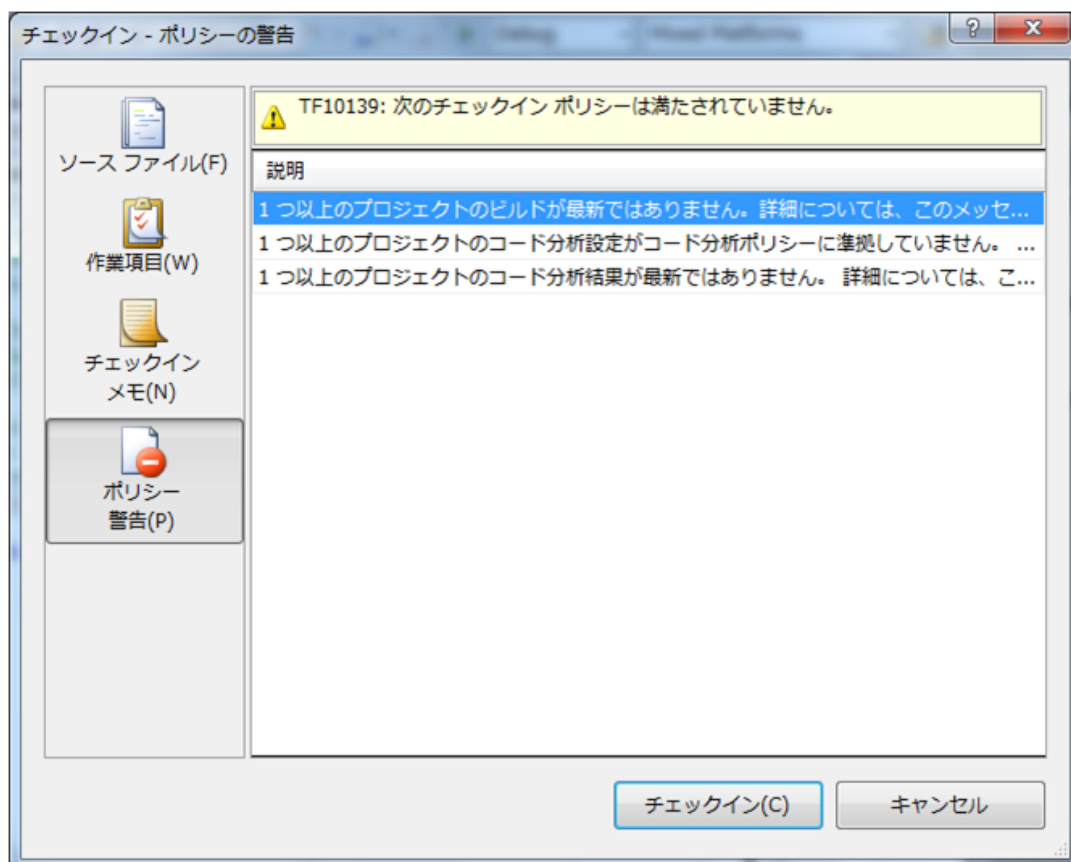 チェックイン - ポリシーの警告
Debug
Mixed Platforms
ソース ファイル(F)
作業項目(W)
チェックイン
メモ(N)
ポリシー
警告(P)
TF10139: 次のチェックイン ポリシーは満たされていません。
説明
1 つ以上のプロジェクトのビルドが最新ではありません。詳細については、このメッセ...
1 つ以上のプロジェクトのコード分析設定がコード分析ポリシーに準拠していません。 ...
1 つ以上のプロジェクトのコード分析結果が最新ではありません。 詳細については、こ...
チェックイン(C)
キャンセル